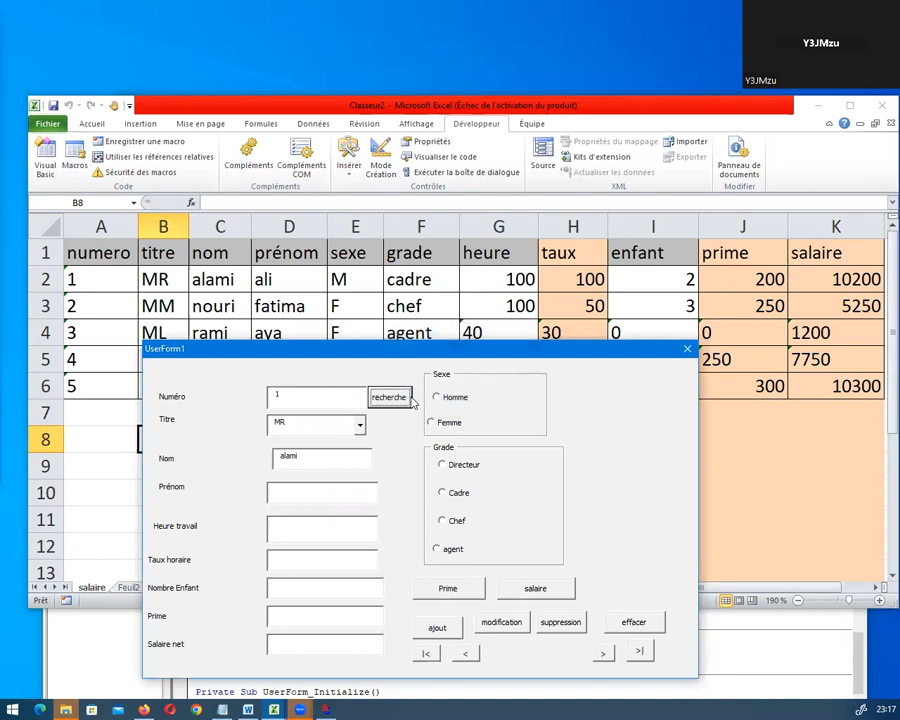 Y3JMzu
Y3JMzu
Classeur2 - Microsoft Excel (Échec de l'activation du produit)
Fichier Accueil Insertion Mise en page Formules Données Révision Affichage Développeur Équipe
Visual Basic
Macros
Enregistrer une macro
Utiliser les références relatives
Sécurité des macros
Code
Compléments
Compléments COM
Compléments
Insérer
Mode Création
Propriétés
Visualiser le code
Exécuter la boîte de dialogue
Contrôles
Source
Propriétés du mappage
Kits d'extension
Actualiser les données
Importer
Exporter
XML
Panneau de documents
Modifier
B8 fx
A B C D E F G H I J K
1 numero titre nom prénom sexe grade heure taux enfant prime salaire
2 1 MR alami ali M cadre 100 100 2 200 10200
3 2 MM nouri fatima F chef 100 50 3 250 5250
4 3 ML rami aya F agent 40 30 0 0 1200
5 4 250 7750
6 5 300 10300
7
8
9
10
11
12
13
UserForm1
Numéro 1 recherche
Titre MR
Nom alami
Prénom
Heure travail
Taux horaire
Nombre Enfant
Prime
Salaire net
Sexe
Homme
Femme
Grade
Directeur
Cadre
Chef
agent
Prime salaire
ajout modification suppression effacer
|< < > >|
salaire Feuil2
Prêt 190 %
Private Sub UserForm_Initialize()
23:17